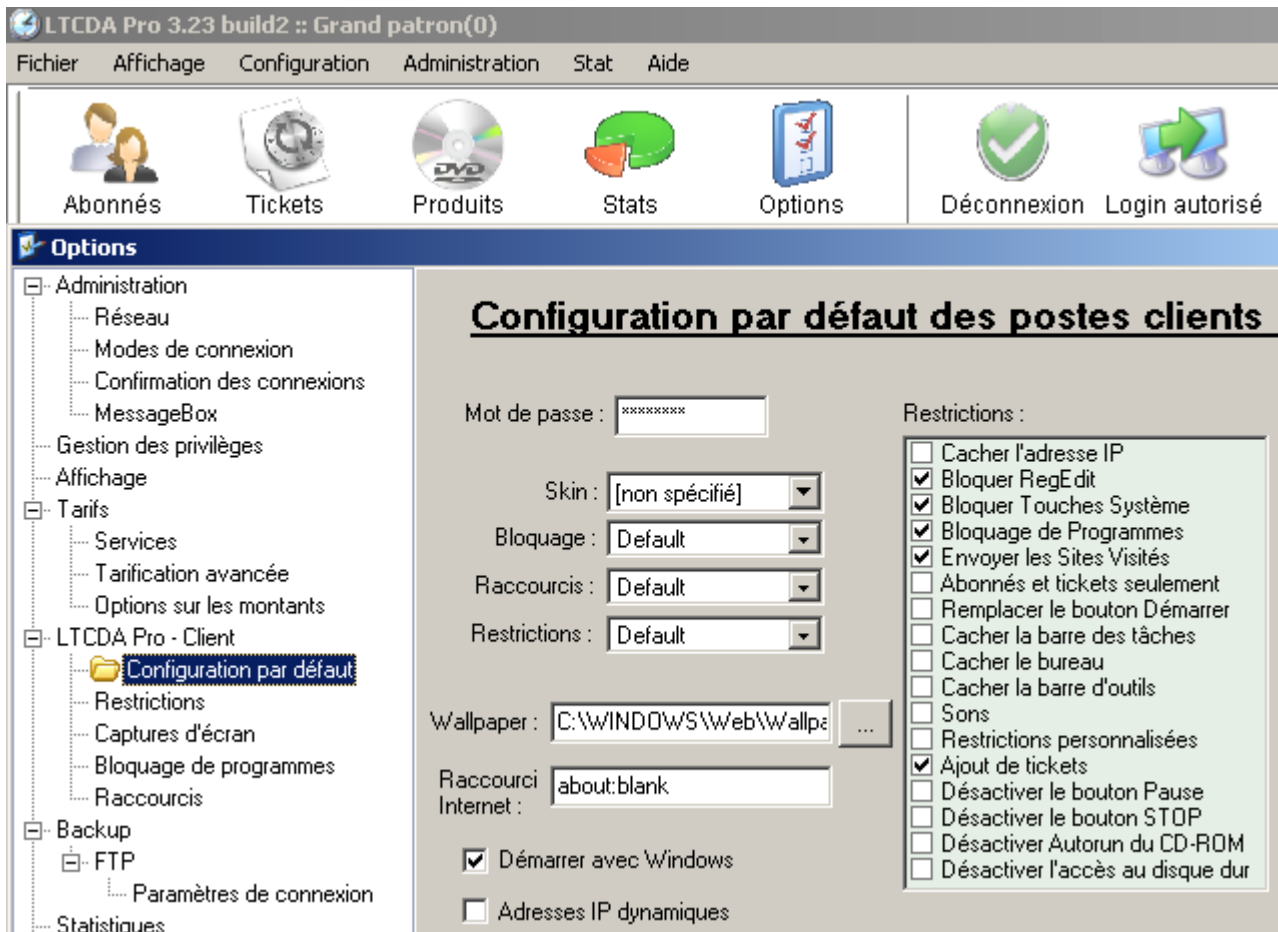 LTCDA Pro 3.23 build2 :: Grand patron(0)
Fichier Affichage Configuration Administration Stat Aide
DVD
Abonnés Tickets Produits Stats Options Déconnexion Login autorisé
Options
Administration
Réseau
Modes de connexion
Confirmation des connexions
MessageBox
Gestion des privilèges
Affichage
Tarifs
Services
Tarification avancée
Options sur les montants
LTCDA Pro - Client
Configuration par défaut
Restrictions
Captures d'écran
Bloquage de programmes
Raccourcis
Backup
FTP
Paramètres de connexion
Statistiques
Configuration par défaut des postes clients
Mot de passe : ********
Skin : [non spécifié]
Bloquage : Default
Raccourcis : Default
Restrictions : Default
Wallpaper : C:\WINDOWS\Web\Wallpa ...
Raccourci
Internet : about:blank
Démarrer avec Windows
Adresses IP dynamiques
Restrictions :
Cacher l'adresse IP
Bloquer RegEdit
Bloquer Touches Système
Bloquage de Programmes
Envoyer les Sites Visités
Abonnés et tickets seulement
Remplacer le bouton Démarrer
Cacher la barre des tâches
Cacher le bureau
Cacher la barre d'outils
Sons
Restrictions personnalisées
Ajout de tickets
Désactiver le bouton Pause
Désactiver le bouton STOP
Désactiver Autorun du CD-ROM
Désactiver l'accès au disque dur